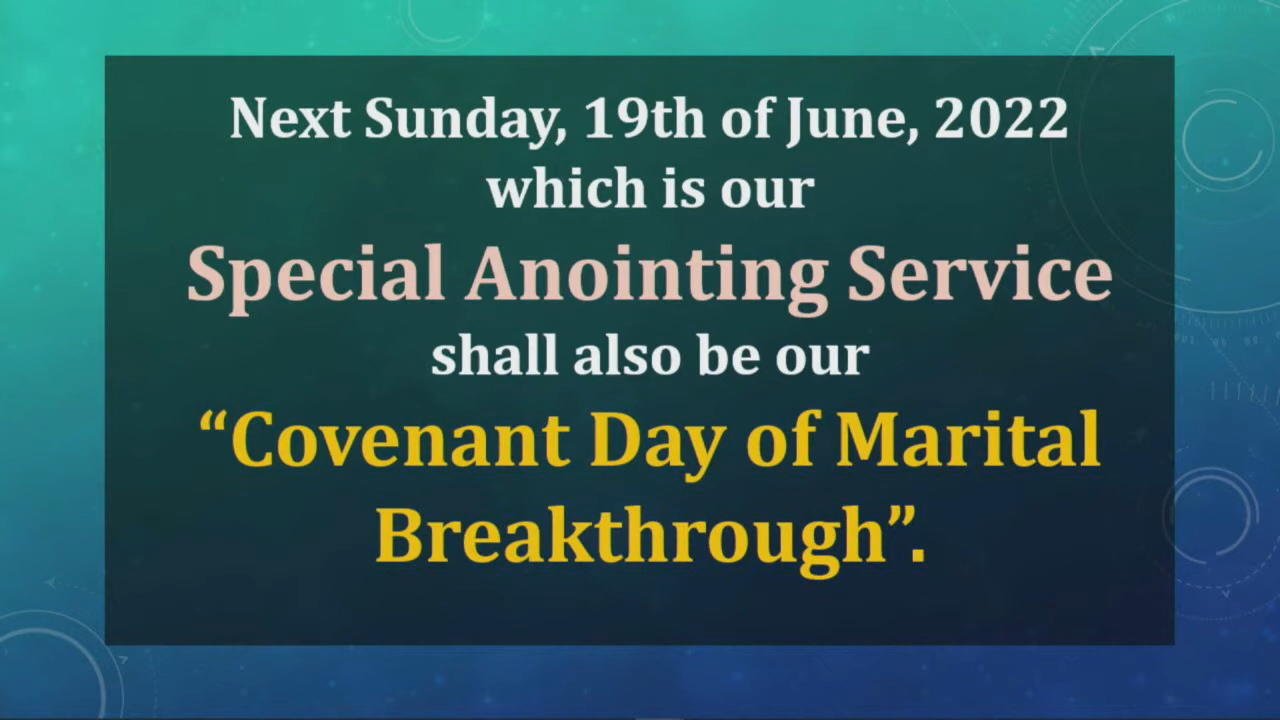 Next Sunday, 19th of June, 2022
which is our
Special Anointing Service
shall also be our
“Covenant Day of Marital
Breakthrough”.